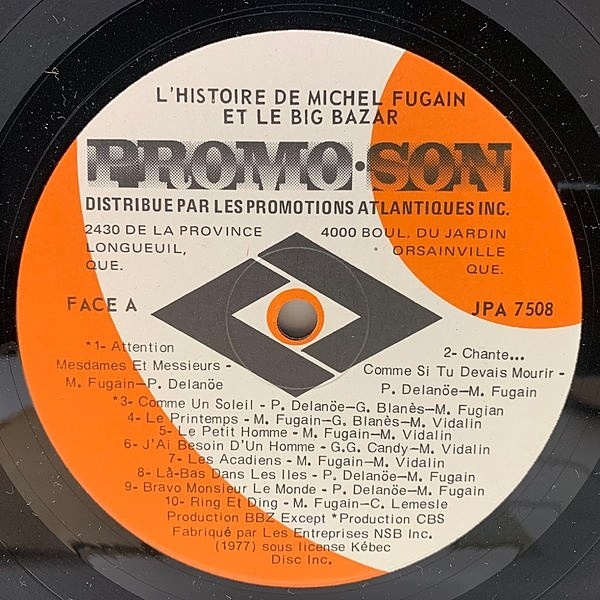 L'HISTOIRE DE MICHEL FUGAIN
ET LE BIG BAZAR
PROMO·SON
DISTRIBUE PAR LES PROMOTIONS ATLANTIQUES INC.
2430 DE LA PROVINCE
LONGUEUIL,
QUE.
4000 BOUL. DU JARDIN
ORSAINVILLE
QUE.
FACE A
JPA 7508
*1- Attention
Mesdames Et Messieurs -
M. Fugain—P. Delanöe
2- Chante...
Comme Si Tu Devais Mourir -
P. Delanöe—M. Fugain
*3- Comme Un Soleil - P. Delanöe—G. Blanès—M. Fugian
4- Le Printemps - M. Fugain—G. Blanès—M. Vidalin
5- Le Petit Homme - M. Fugain—M. Vidalin
6- J'Ai Besoin D'Un Homme - G.G. Candy—M. Vidalin
7- Les Acadiens - M. Fugain—M. Vidalin
8- Là-Bas Dans Les Iles - P. Delanöe—M. Fugain
9- Bravo Monsieur Le Monde - P. Delanöe—M. Fugain
10- Ring Et Ding - M. Fugain—C. Lemesle
Production BBZ Except *Production CBS
Fabriqué par Les Entreprises NSB Inc.
(1977) sous license Kébec
Disc Inc.